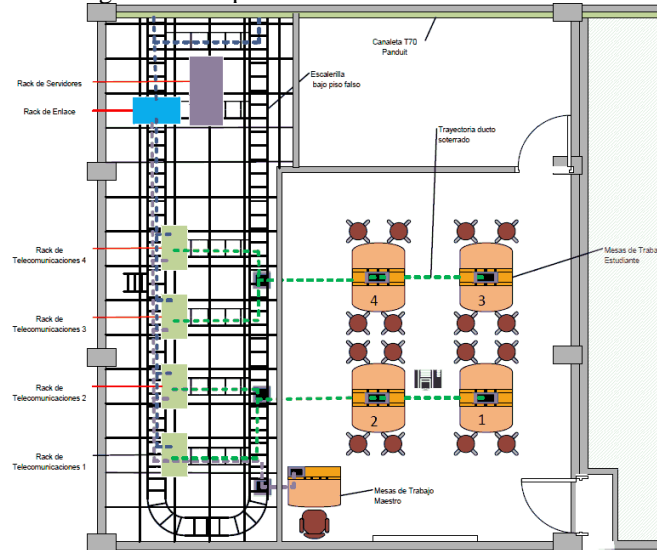 Canaleta T70
Panduit
Rack de Servidores
Escalerilla
bajo piso falso
Rack de Enlace
Trayectoria ducto
soterrado
Rack de
Telecomunicaciones 4
Mesas de Traba
Estudiante
4
3
Rack de
Telecomunicaciones 3
Rack de
Telecomunicaciones 2
2
1
Rack de
Telecomunicaciones 1
Mesas de Trabajo
Maestro